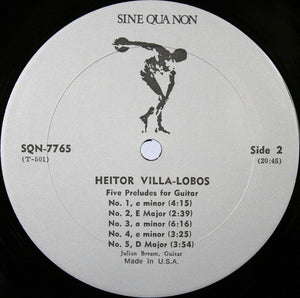 SINE QUA NON
SQN-7765
(T-501)
Side 2
(20:45)
HEITOR VILLA-LOBOS
Five Preludes for Guitar
No. 1, e minor (4:15)
No. 2, E Major (2:39)
No. 3, a minor (6:16)
No. 4, e minor (3:25)
No. 5, D Major (3:54)
Julian Bream, Guitar
Made in U.S.A.